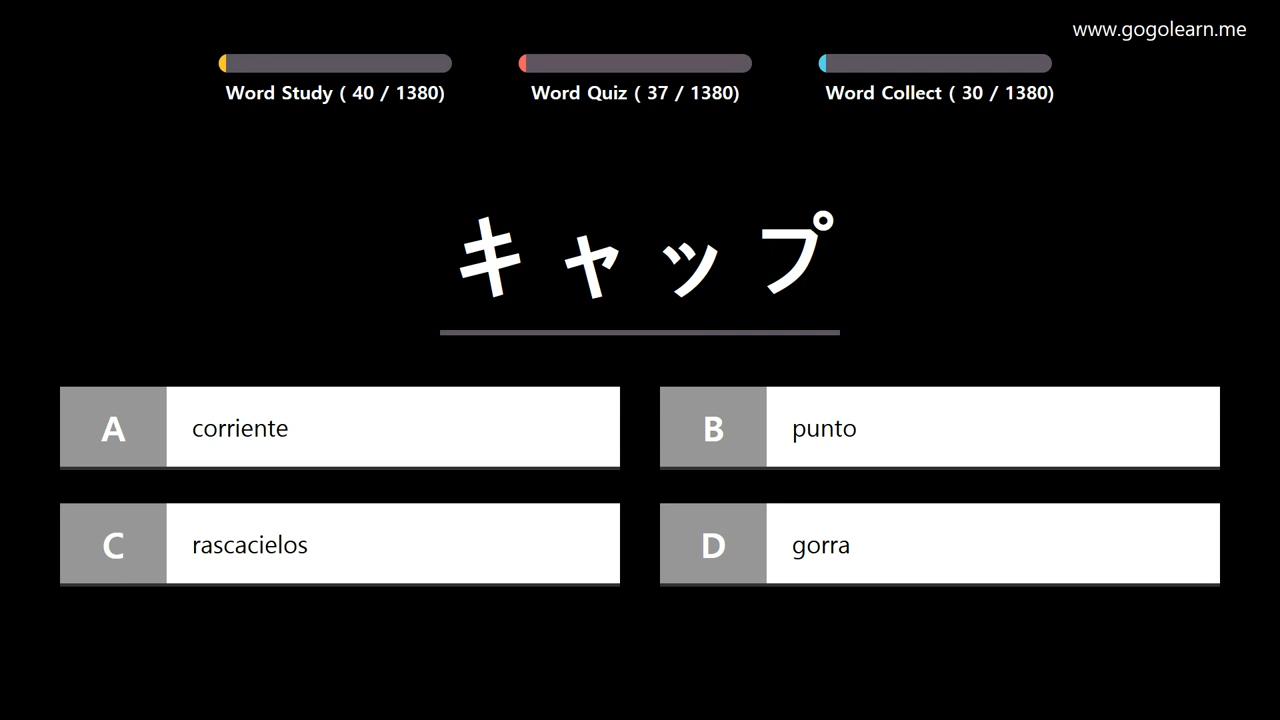 www.gogolearn.me
Word Study ( 40 / 1380)
Word Quiz ( 37 / 1380)
Word Collect ( 30 / 1380)
キャップ
A corriente
B punto
C rascacielos
D gorra